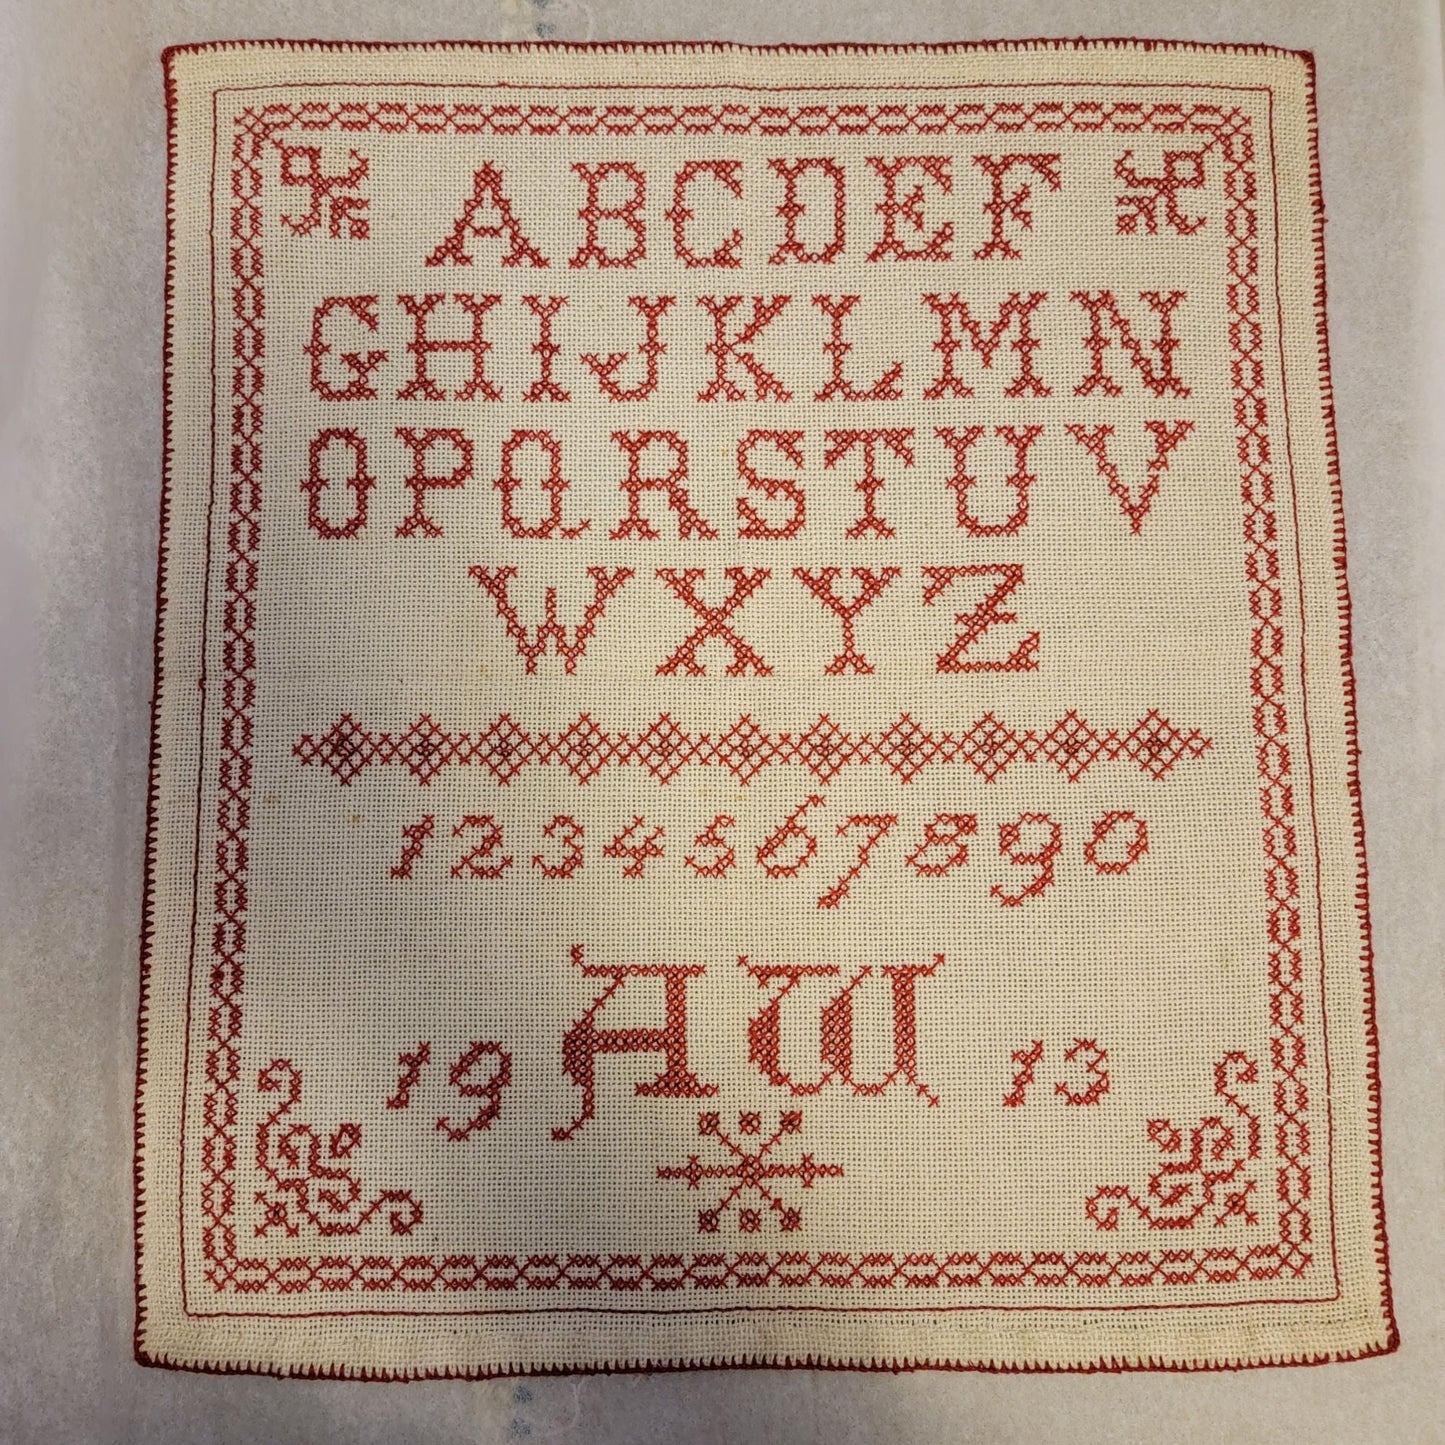 ABCDEF
GHIJKLMN
OPQRSTUV
WXYZ
1234567890
AW
19 13